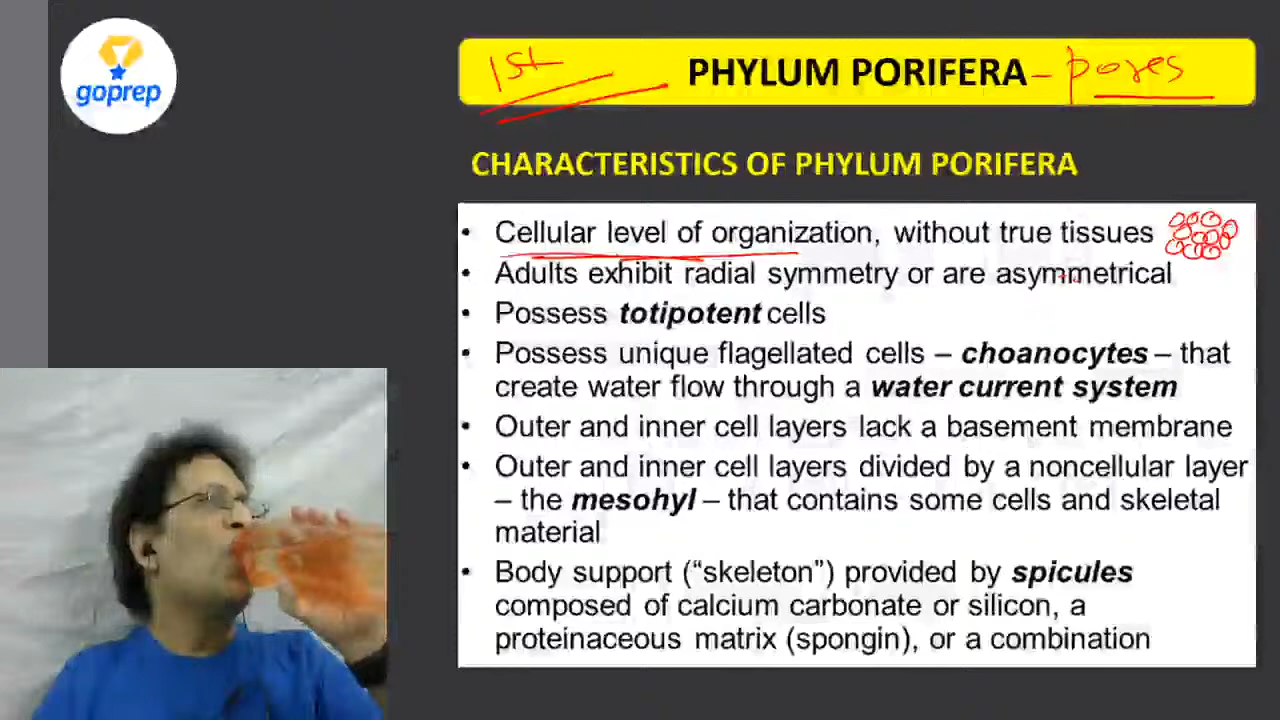 goprep
1st PHYLUM PORIFERA - pores
CHARACTERISTICS OF PHYLUM PORIFERA
• Cellular level of organization, without true tissues
• Adults exhibit radial symmetry or are asymmetrical
• Possess totipotent cells
• Possess unique flagellated cells – choanocytes – that
create water flow through a water current system
• Outer and inner cell layers lack a basement membrane
• Outer and inner cell layers divided by a noncellular layer
– the mesohyl – that contains some cells and skeletal
material
• Body support (“skeleton”) provided by spicules
composed of calcium carbonate or silicon, a
proteinaceous matrix (spongin), or a combination